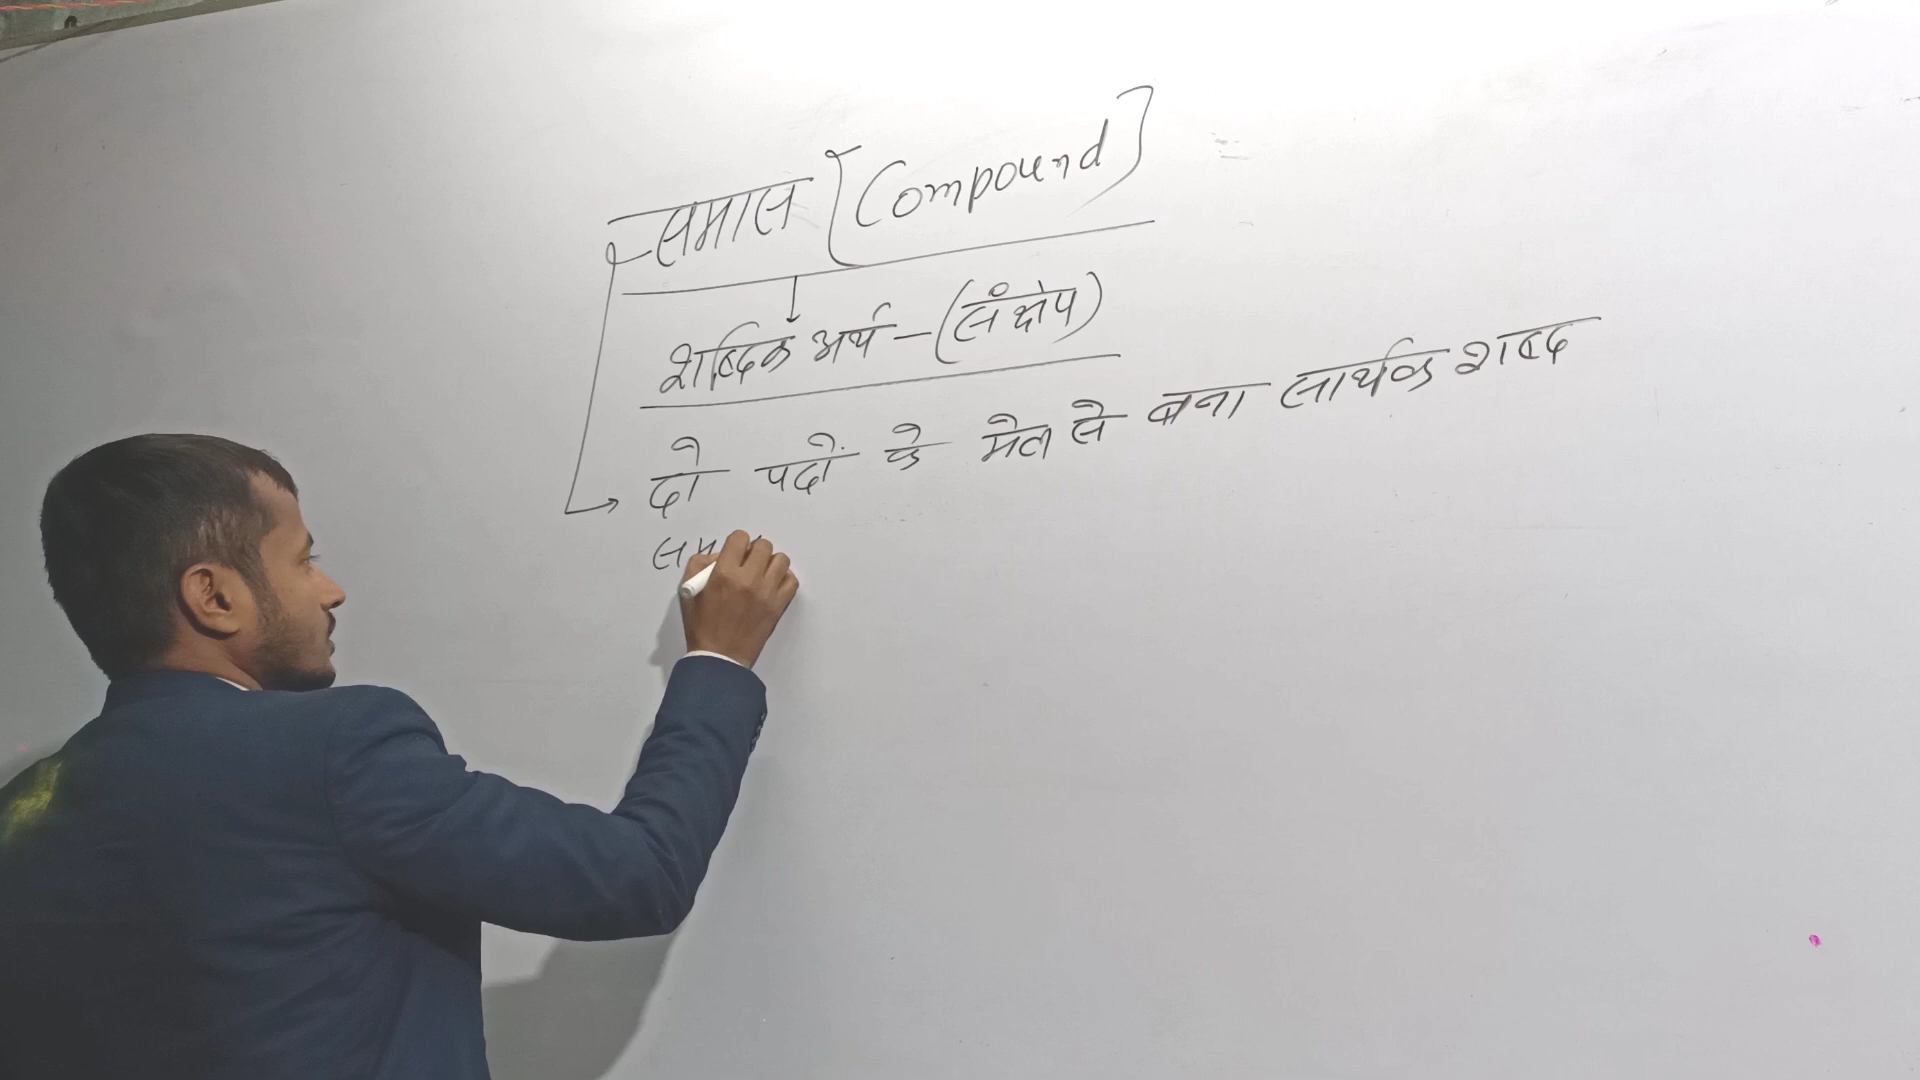 समास [Compound]
शाब्दिक अर्थ - (संक्षेप)
दो पदों के मेल से बना सार्थक शब्द